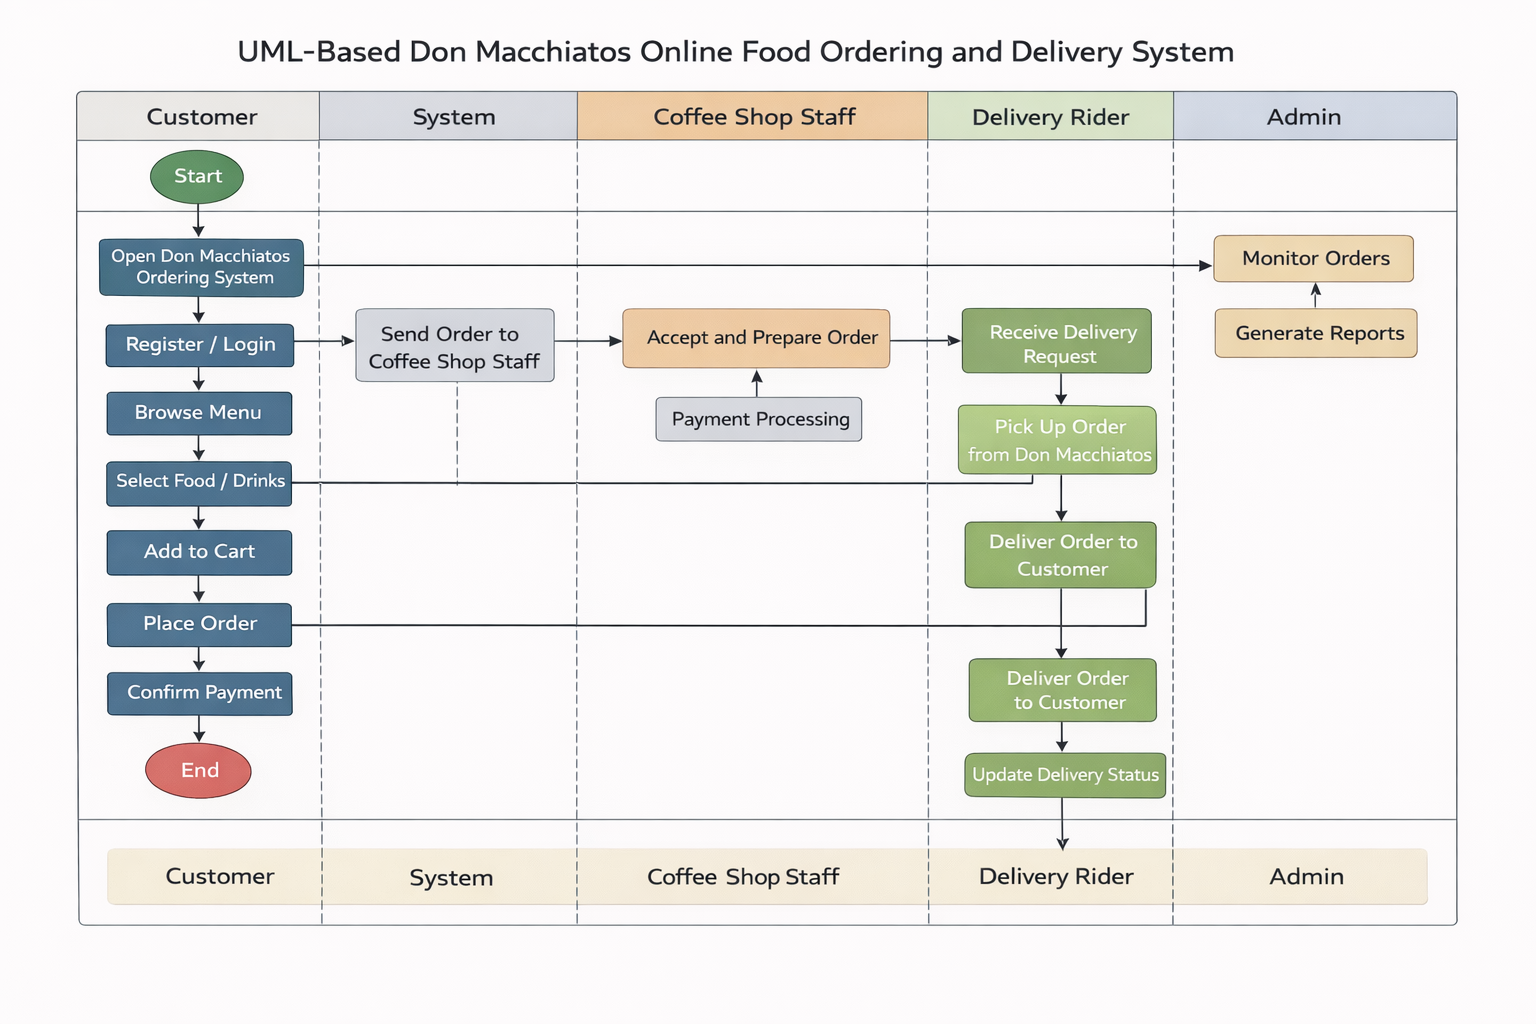 UML-Based Don Macchiatos Online Food Ordering and Delivery System
Customer
System
Coffee Shop Staff
Delivery Rider
Admin
Start
Open Don Macchiatos
Ordering System
Monitor Orders
Register / Login
Send Order to
Coffee Shop Staff
Accept and Prepare Order
Receive Delivery
Request
Generate Reports
Browse Menu
Payment Processing
Pick Up Order
from Don Macchiatos
Select Food / Drinks
Add to Cart
Deliver Order to
Customer
Place Order
Confirm Payment
Deliver Order
to Customer
End
Update Delivery Status
Customer
System
Coffee Shop Staff
Delivery Rider
Admin